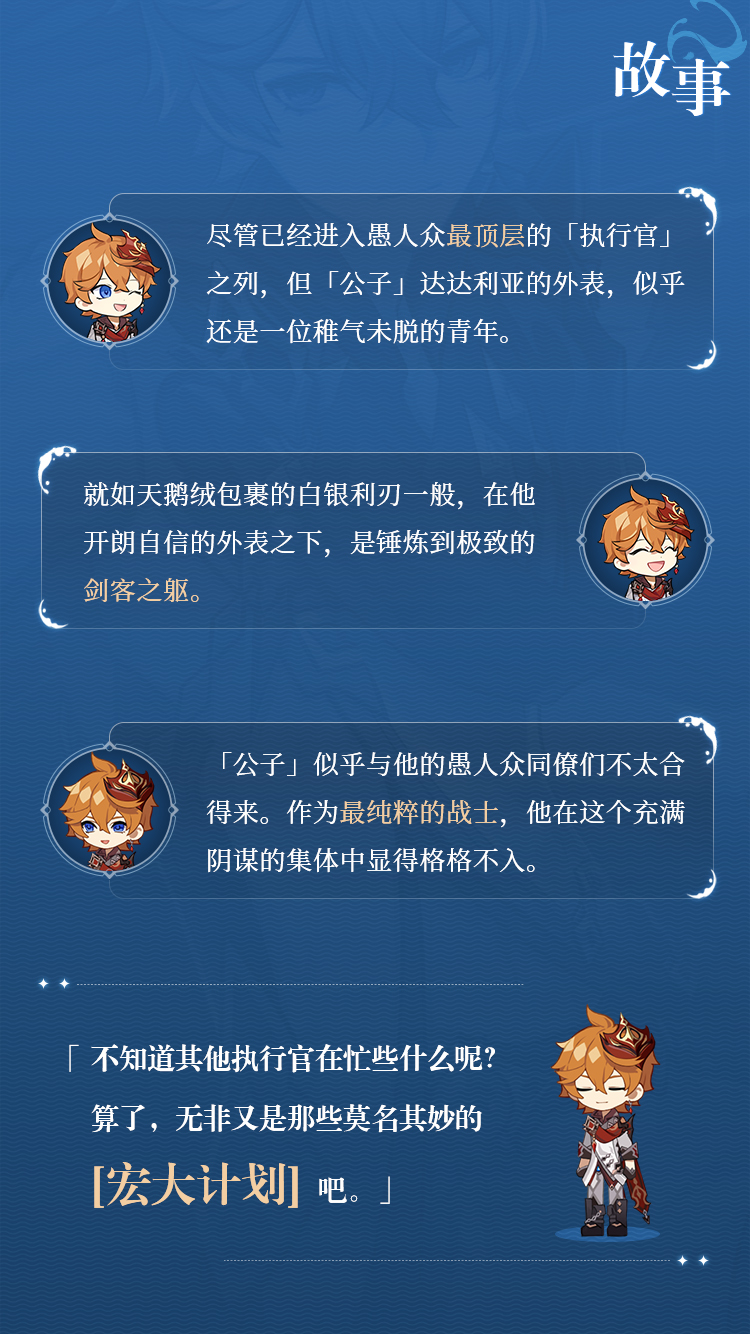 故事
尽管已经进入愚人众最顶层的「执行官」
之列，但「公子」达达利亚的外表，似乎
还是一位稚气未脱的青年。
就如天鹅绒包裹的白银利刃一般，在他
开朗自信的外表之下，是锤炼到极致的
剑客之躯。
「公子」似乎与他的愚人众同僚们不太合
得来。作为最纯粹的战士，他在这个充满
阴谋的集体中显得格格不入。
「不知道其他执行官在忙些什么呢？
算了，无非又是那些莫名其妙的
[宏大计划] 吧。」